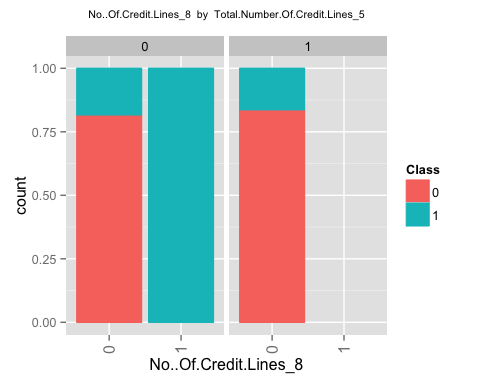 No..Of.Credit.Lines_8 by Total.Number.Of.Credit.Lines_5
0 1
1.00
0.75
0.50
0.25
0.00
count
0 1 0 1
No..Of.Credit.Lines_8
Class
0
1